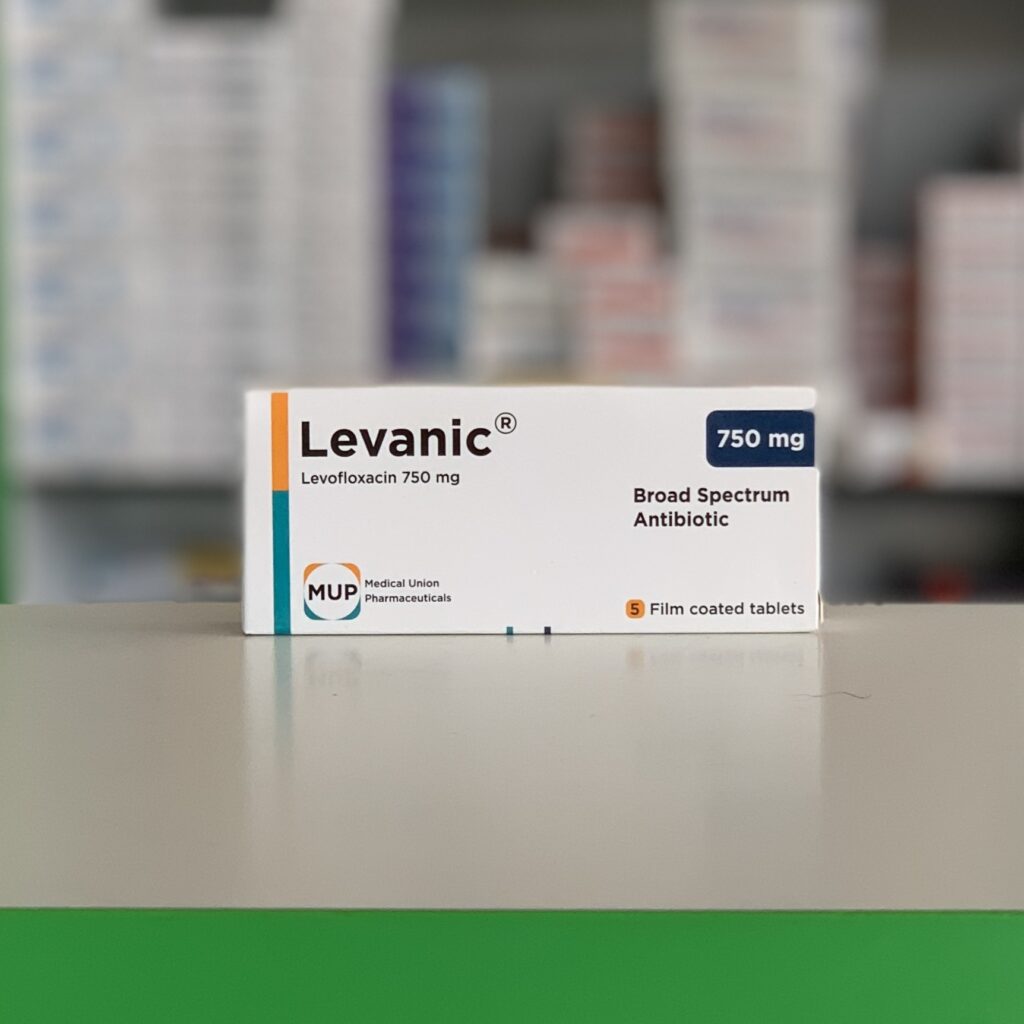 Levanic®
750 mg
Levofloxacin 750 mg
Broad Spectrum
Antibiotic
MUP
Medical Union
Pharmaceuticals
5 Film coated tablets